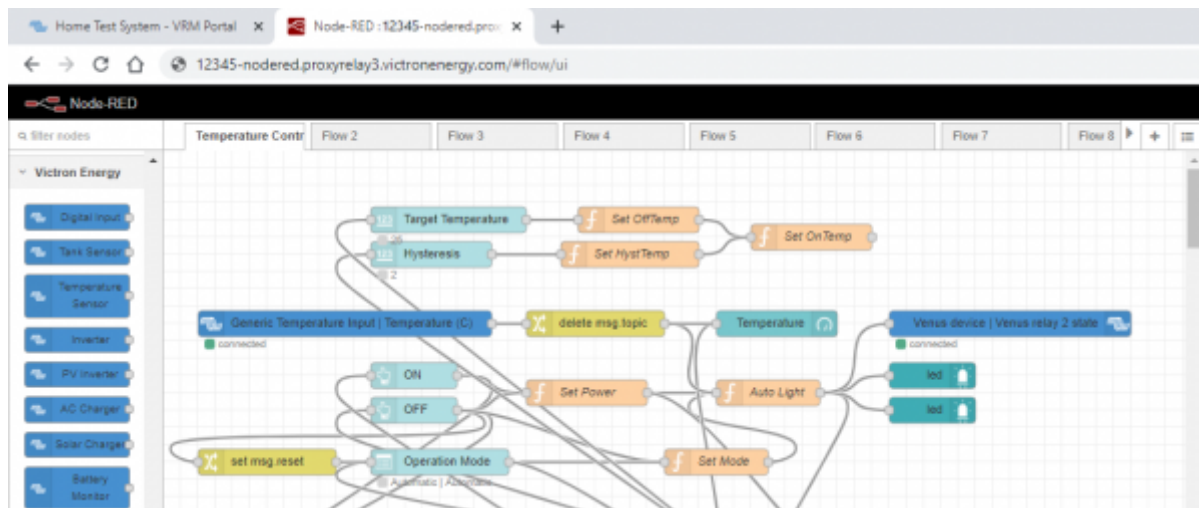 Home Test System - VRM Portal
Node-RED : 12345-nodered.prox
12345-nodered.proxyrelay3.victronenergy.com/#flow/ui
Node-RED
filter nodes
Temperature Contr
Flow 2
Flow 3
Flow 4
Flow 5
Flow 6
Flow 7
Flow 8
Victron Energy
Digital input
Tank Sensor
Temperature
Sensor
Inverter
PV Inverter
AC Charger
Solar Charger
Battery
Monitor
123 Target Temperature
Set OffTemp
Set OnTemp
123 Hysteresis
2
Set HystTemp
Generic Temperature Input | Temperature (C)
connected
delete msg.topic
Temperature
Venus device | Venus relay 2 state
connected
ON
OFF
f Set Power
f Auto Light
led
led
set msg.reset
Operation Mode
Automatic | Automatic
f Set Mode